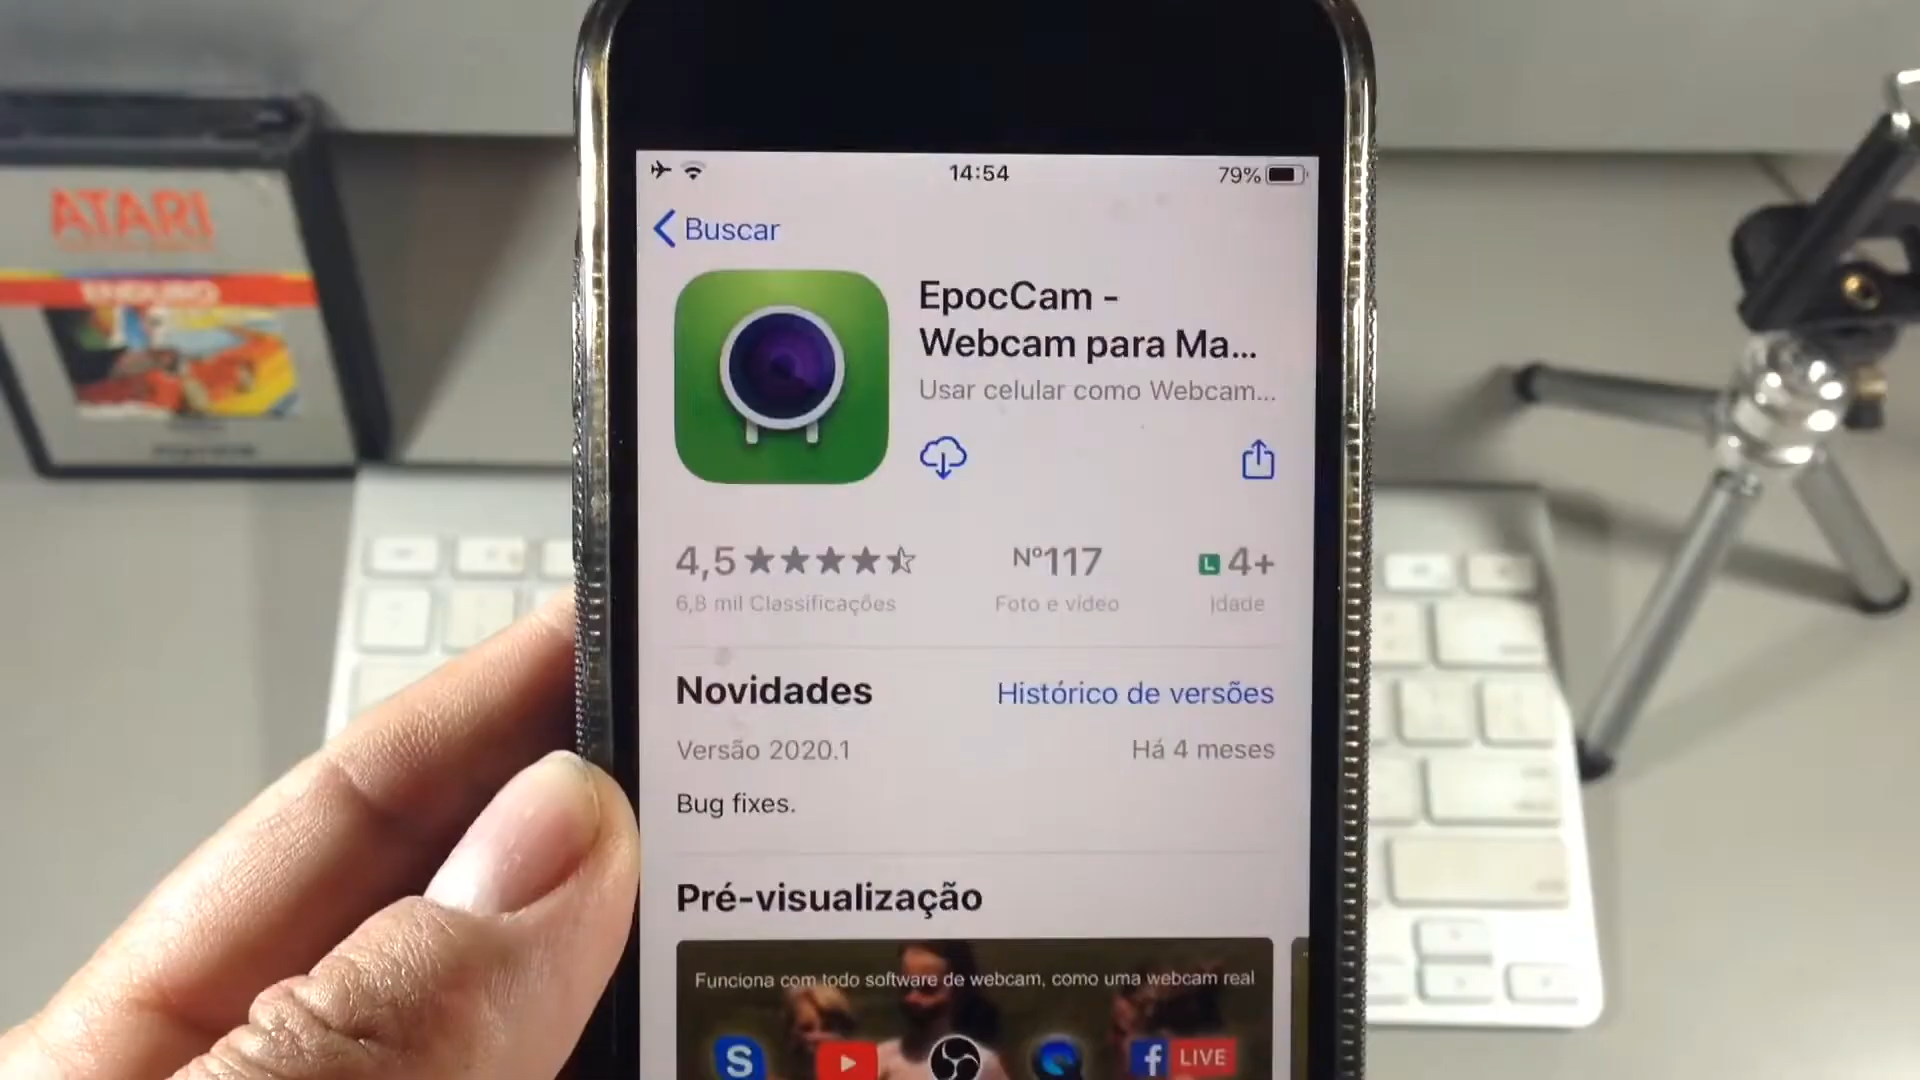 ATARI
ENDURO
14:54
79%
Buscar
EpocCam -
Webcam para Ma...
Usar celular como Webcam...
4,5
6,8 mil Classificações
Nº117
Foto e vídeo
L 4+
Idade
Novidades
Histórico de versões
Versão 2020.1
Há 4 meses
Bug fixes.
Pré-visualização
Funciona com todo software de webcam, como uma webcam real
S
f LIVE